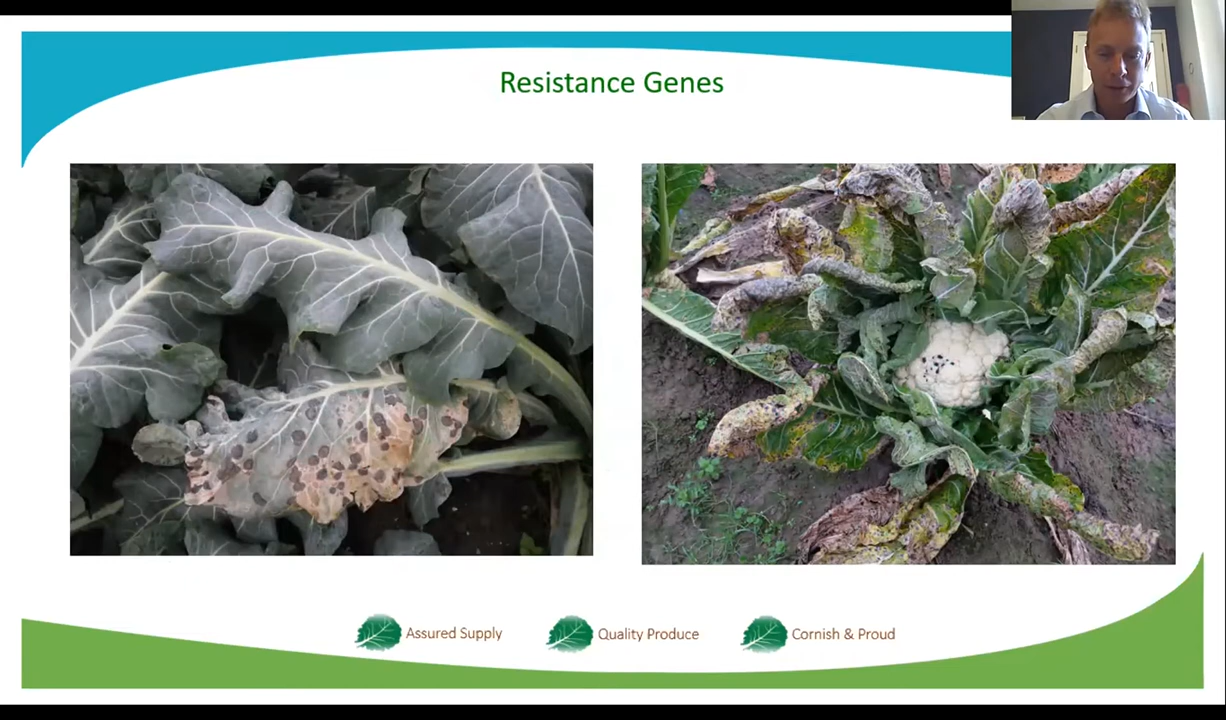 Resistance Genes
Assured Supply
Quality Produce
Cornish & Proud